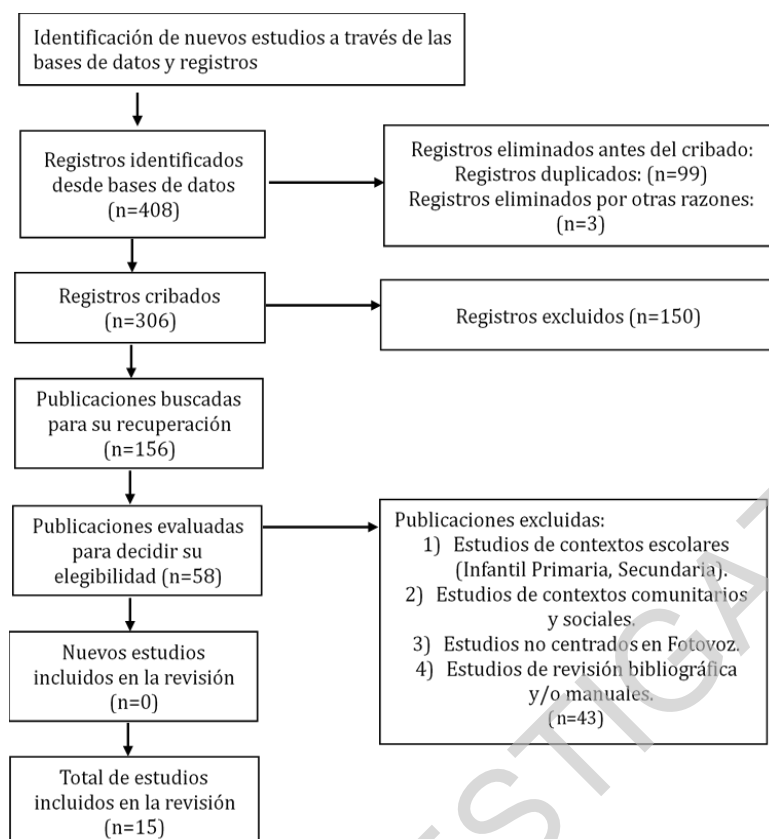 Identificación de nuevos estudios a través de las
bases de datos y registros
Registros identificados
desde bases de datos
(n=408)
Registros eliminados antes del cribado:
Registros duplicados: (n=99)
Registros eliminados por otras razones:
(n=3)
Registros cribados
(n=306)
Registros excluidos (n=150)
Publicaciones buscadas
para su recuperación
(n=156)
Publicaciones evaluadas
para decidir su
elegibilidad (n=58)
Publicaciones excluidas:
1) Estudios de contextos escolares
(Infantil Primaria, Secundaria).
2) Estudios de contextos comunitarios
y sociales.
3) Estudios no centrados en Fotovoz.
4) Estudios de revisión bibliográfica
y/o manuales.
(n=43)
Nuevos estudios
incluidos en la revisión
(n=0)
Total de estudios
incluidos en la revisión
(n=15)
ESTIGAT